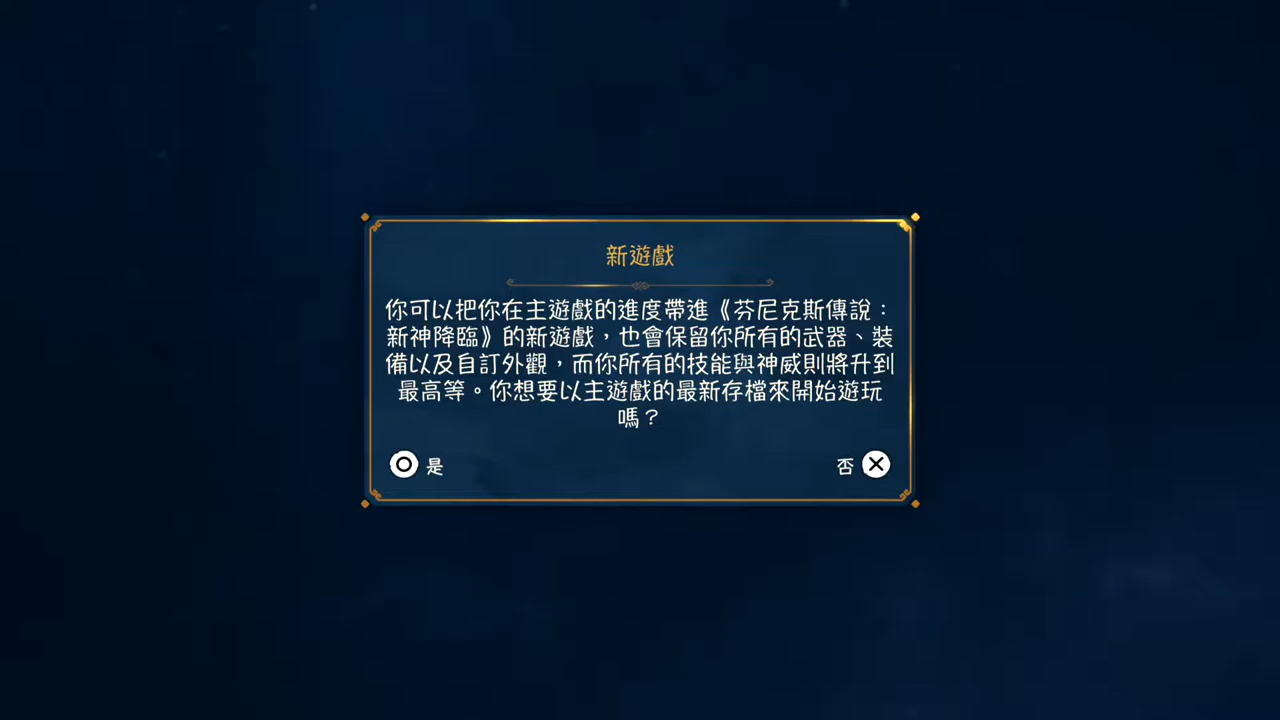 新遊戲
你可以把你在主遊戲的進度帶進《芬尼克斯傳說：
新神降臨》的新遊戲，也會保留你所有的武器、裝
備以及自訂外觀，而你所有的技能與神威則將升到
最高等。你想要以主遊戲的最新存檔來開始遊玩
嗎？
是
否